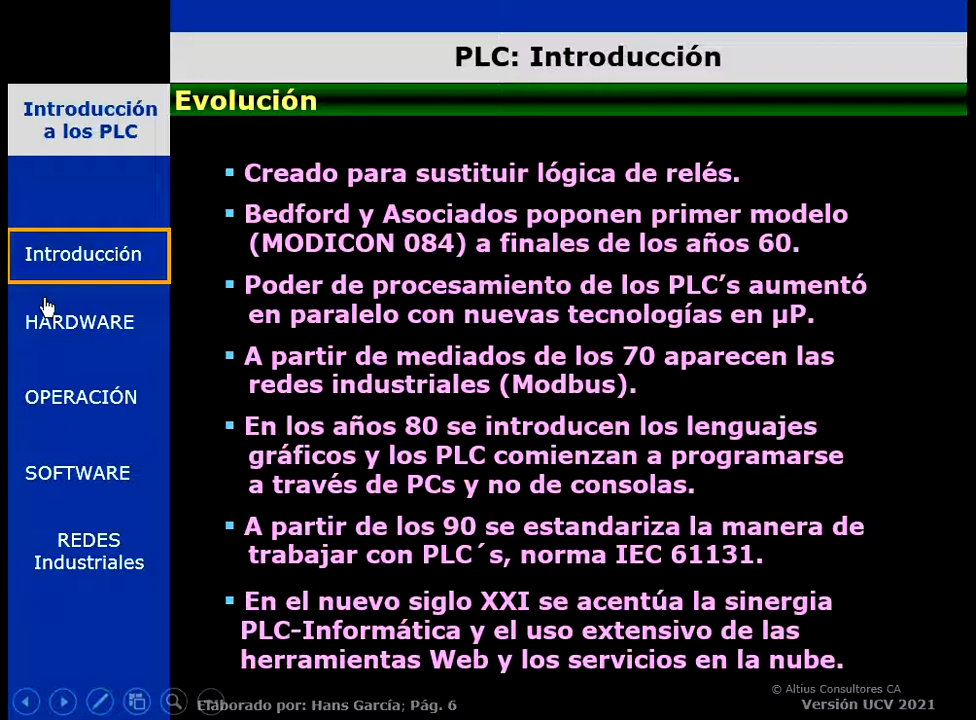 PLC: Introducción
Introducción
a los PLC
Evolución
Introducción
HARDWARE
OPERACIÓN
SOFTWARE
REDES
Industriales
▪ Creado para sustituir lógica de relés.
▪ Bedford y Asociados poponen primer modelo
(MODICON 084) a finales de los años 60.
▪ Poder de procesamiento de los PLC’s aumentó
en paralelo con nuevas tecnologías en µP.
▪ A partir de mediados de los 70 aparecen las
redes industriales (Modbus).
▪ En los años 80 se introducen los lenguajes
gráficos y los PLC comienzan a programarse
a través de PCs y no de consolas.
▪ A partir de los 90 se estandariza la manera de
trabajar con PLC´s, norma IEC 61131.
▪ En el nuevo siglo XXI se acentúa la sinergia
PLC-Informática y el uso extensivo de las
herramientas Web y los servicios en la nube.
Elaborado por: Hans García; Pág. 6
© Altius Consultores CA
Versión UCV 2021